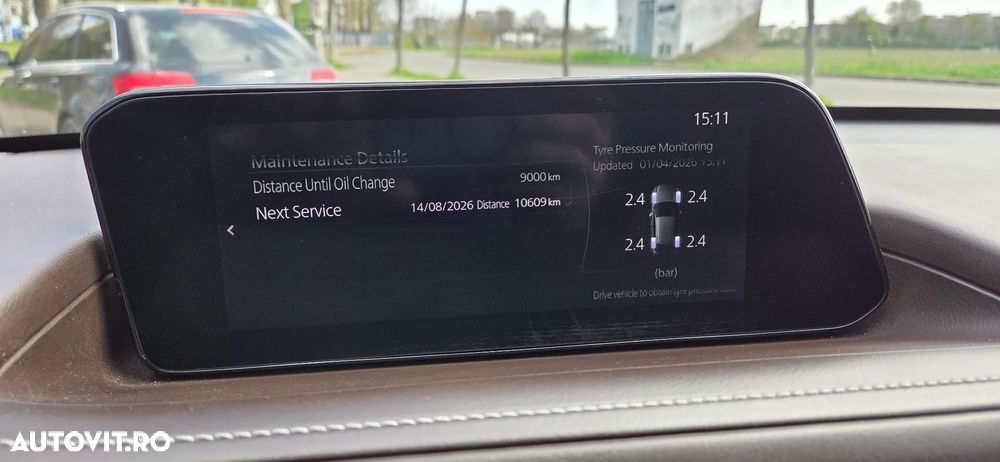 15:11
Maintenance Details
Distance Until Oil Change 9000 km
Next Service 14/08/2026 Distance 10609 km
Tyre Pressure Monitoring
Updated 01/04/2026 15:11
2.4 2.4
2.4 2.4
(bar)
Drive vehicle to obtain tyre pressure
AUTOVIT.RO